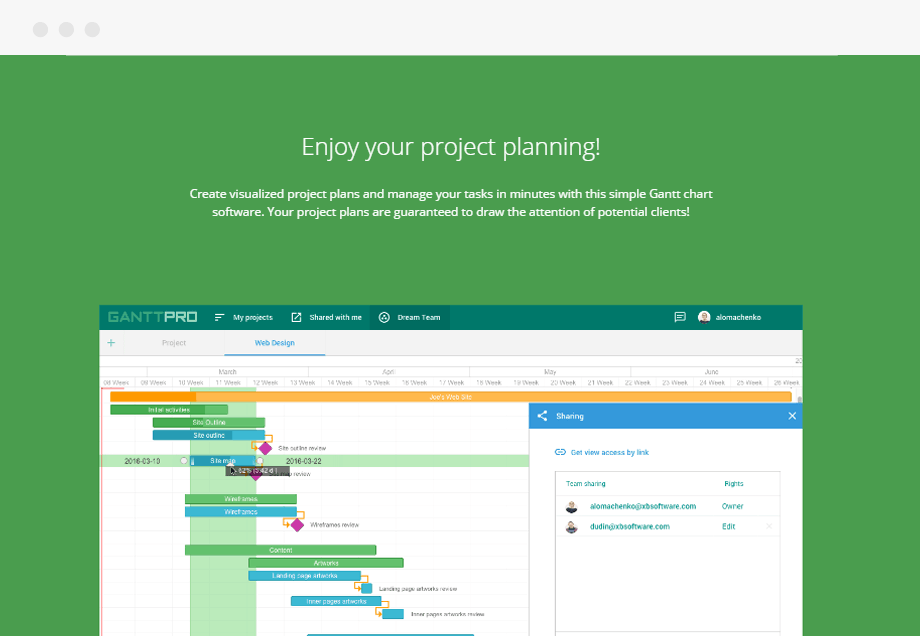 Enjoy your project planning!
Create visualized project plans and manage your tasks in minutes with this simple Gantt chart
software. Your project plans are guaranteed to draw the attention of potential clients!
GANTTPRO My projects Shared with me Dream Team alomachenko
+ Project Web Design
20
March April May June
08 Week 09 Week 10 Week 11 Week 12 Week 13 Week 14 Week 15 Week 16 Week 17 Week 18 Week 19 Week 20 Week 21 Week 22 Week 23 Week 24 Week 25 Week 26 Week
Joe's Web Site
Initial activities
Site Outline
Site outline
Site outline review
2016-03-10 Site map 2016-03-22
map review
Wireframes
Wireframes
Wireframes review
Content
Artworks
Landing page artworks
Landing page artworks review
Inner pages artworks
Inner pages artworks review
Sharing
Get view access by link
Team sharing Rights
alomachenko@xbsoftware.com Owner
dudin@xbsoftware.com Edit